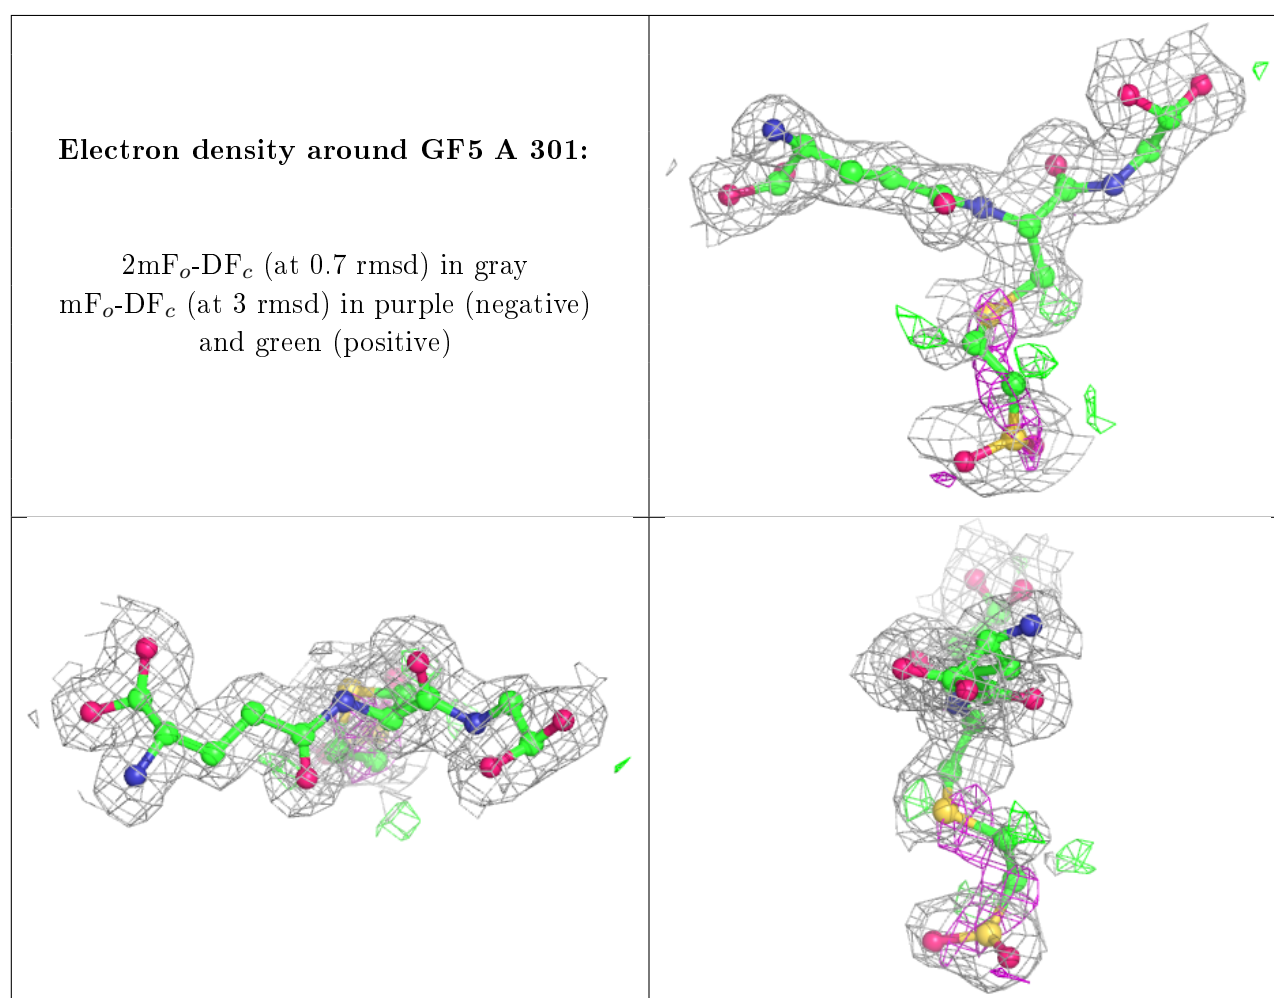 Electron density around GF5 A 301:
2mFo-DFc (at 0.7 rmsd) in gray
mFo-DFc (at 3 rmsd) in purple (negative)
and green (positive)